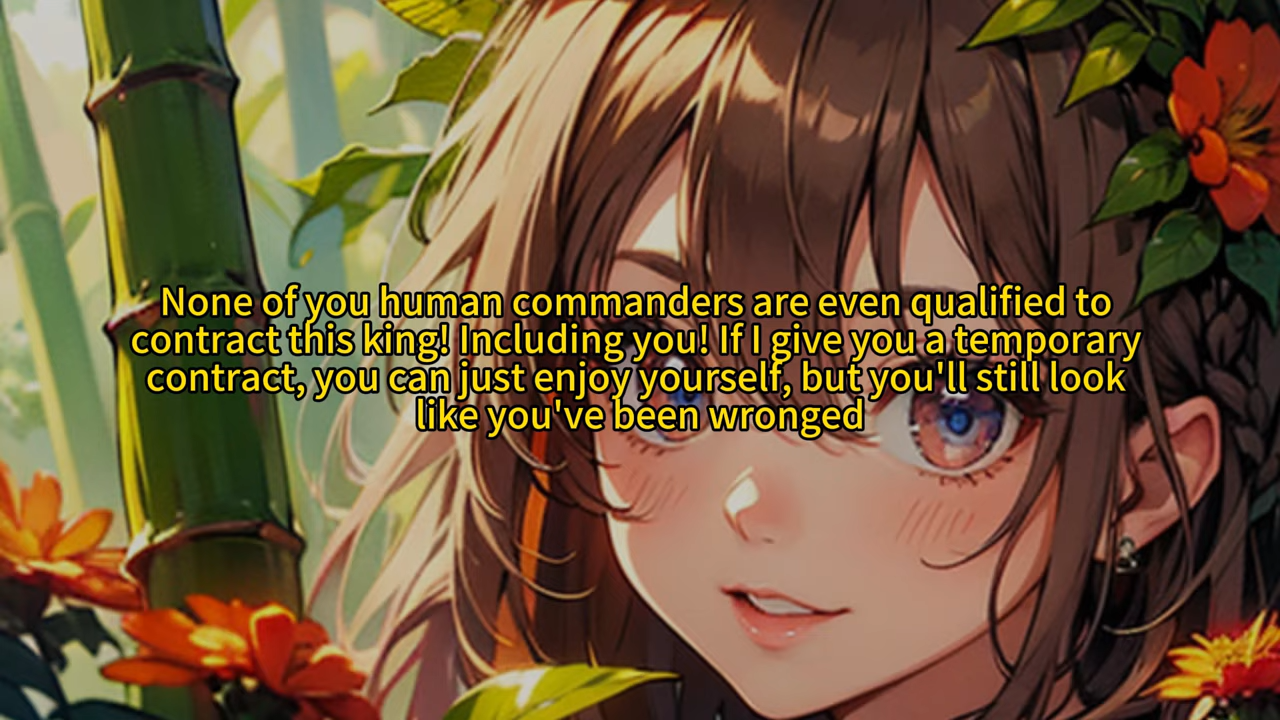 None of you human commanders are even qualified to
contract this king! Including you! If I give you a temporary
contract, you can just enjoy yourself, but you'll still look
like you've been wronged